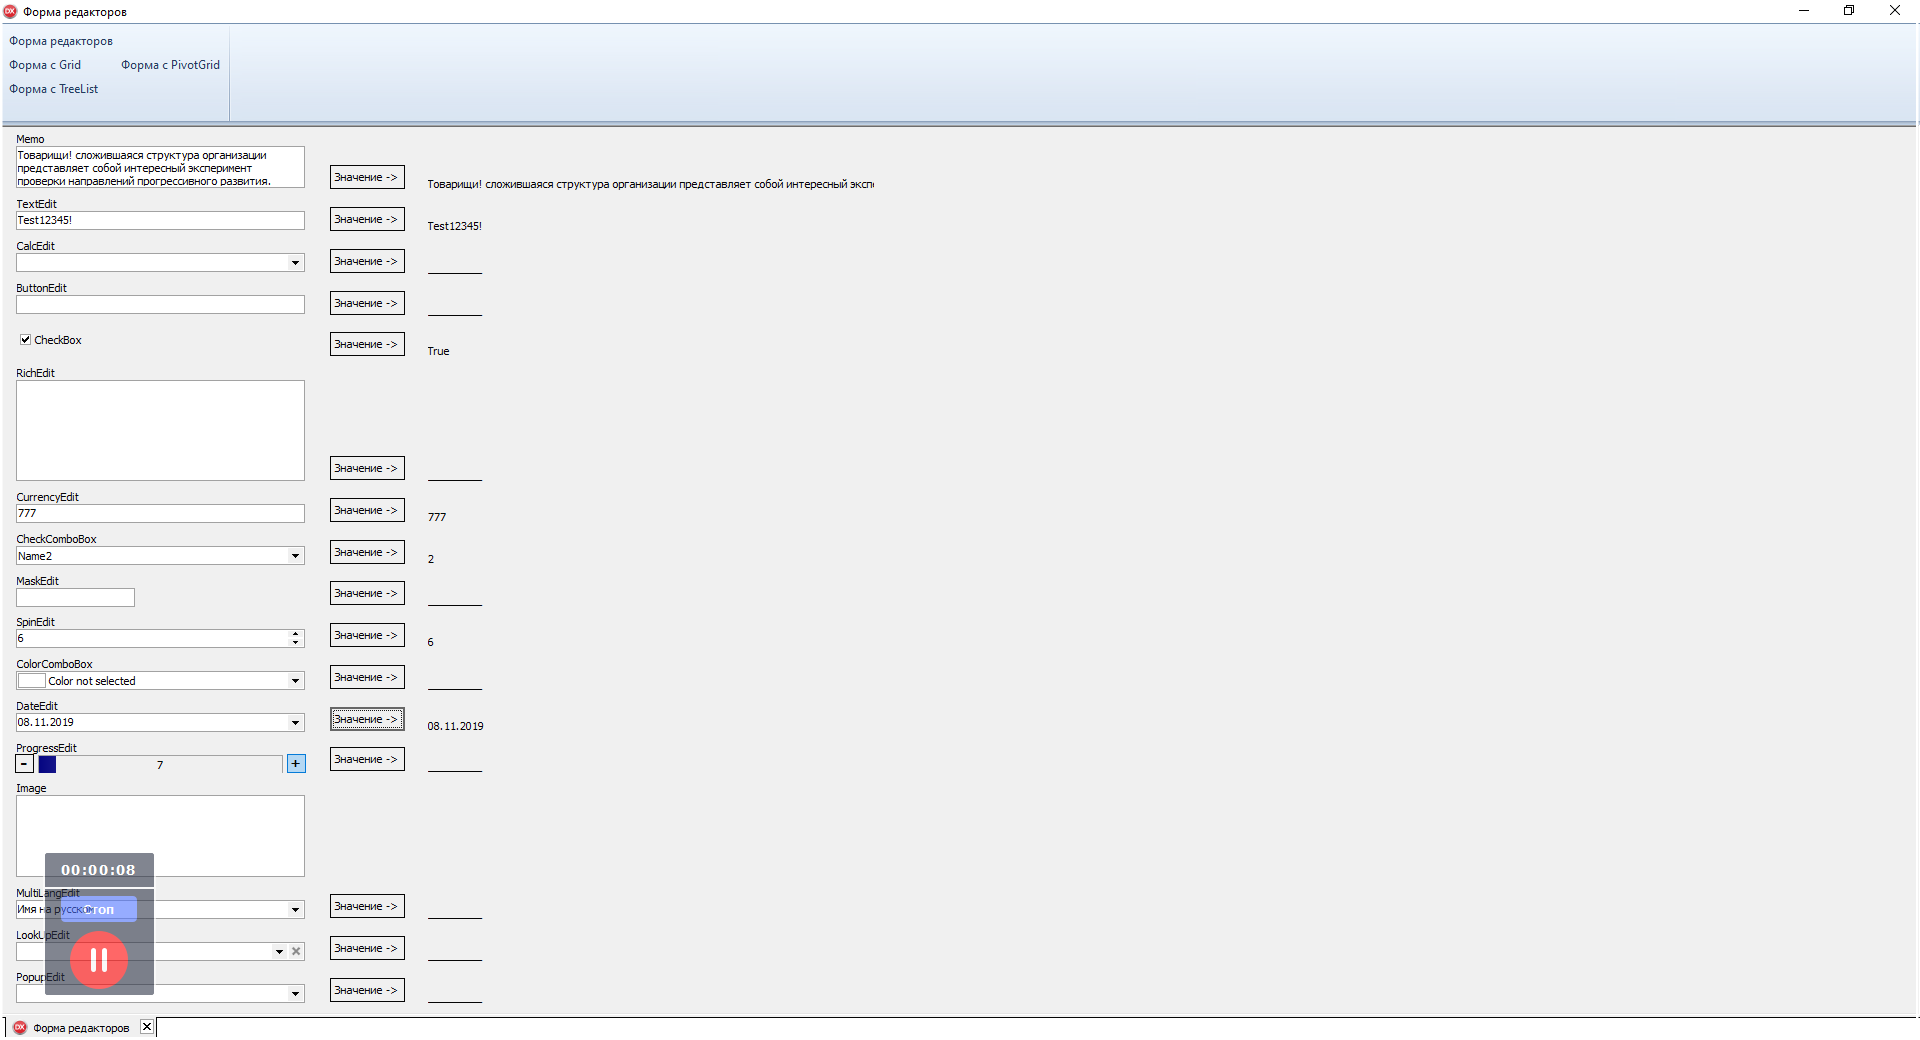 Форма редакторов
Форма редакторов
Форма с Grid
Форма с PivotGrid
Форма с TreeList
Memo
Товарищи! сложившаяся структура организации
представляет собой интересный эксперимент
проверки направлений прогрессивного развития.
Значение ->
Товарищи! сложившаяся структура организации представляет собой интересный эксп
TextEdit
Test12345!
Значение ->
Test12345!
CalcEdit
Значение ->
ButtonEdit
Значение ->
CheckBox
Значение ->
True
RichEdit
Значение ->
CurrencyEdit
777
Значение ->
777
CheckComboBox
Name2
Значение ->
2
MaskEdit
Значение ->
SpinEdit
6
Значение ->
6
ColorComboBox
Color not selected
Значение ->
DateEdit
08.11.2019
Значение ->
08.11.2019
ProgressEdit
-
7
+
Значение ->
Image
00:00:08
MultiLangEdit
Имя на русском
Стоп
Значение ->
LookUpEdit
Значение ->
PopupEdit
Значение ->
DX Форма редакторов